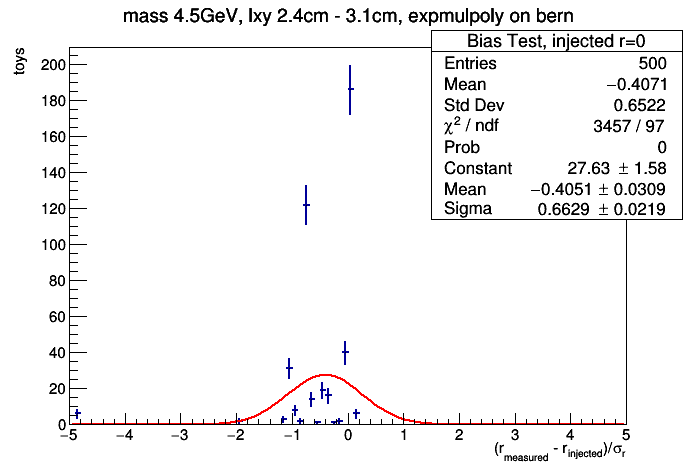 mass 4.5GeV, lxy 2.4cm - 3.1cm, expmulpoly on bern
Bias Test, injected r=0
Entries 500
Mean −0.4071
Std Dev 0.6522
χ² / ndf 3457 / 97
Prob 0
Constant 27.63 ± 1.58
Mean −0.4051 ± 0.0309
Sigma 0.6629 ± 0.0219
toys
200
180
160
140
120
100
80
60
40
20
0
−5 −4 −3 −2 −1 0 1 2 3 4 5
(r_measured - r_injected)/σ_r